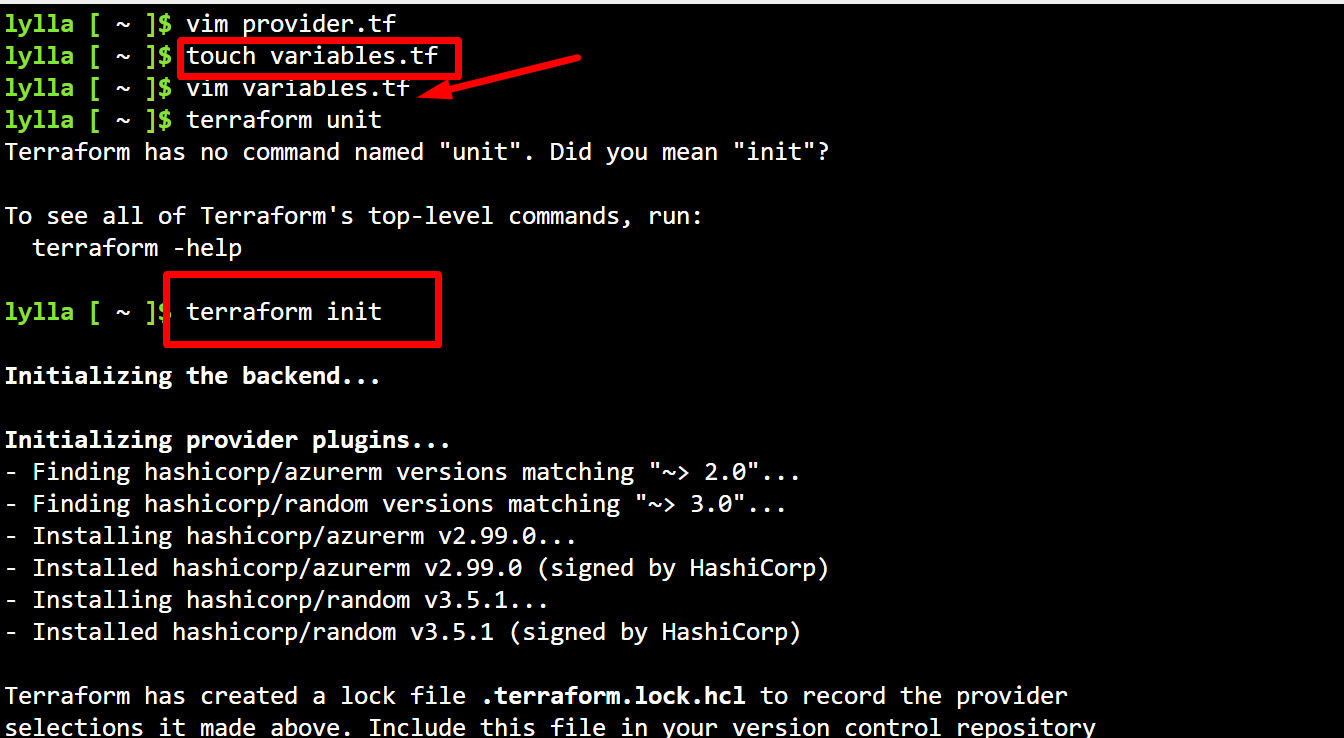 lylla [ ~ ]$ vim provider.tf
lylla [ ~ ]$ touch variables.tf
lylla [ ~ ]$ vim variables.tf
lylla [ ~ ]$ terraform unit
Terraform has no command named "unit". Did you mean "init"?
To see all of Terraform's top-level commands, run:
  terraform -help
lylla [ ~ ]$ terraform init
Initializing the backend...
Initializing provider plugins...
- Finding hashicorp/azurerm versions matching "~> 2.0"...
- Finding hashicorp/random versions matching "~> 3.0"...
- Installing hashicorp/azurerm v2.99.0...
- Installed hashicorp/azurerm v2.99.0 (signed by HashiCorp)
- Installing hashicorp/random v3.5.1...
- Installed hashicorp/random v3.5.1 (signed by HashiCorp)
Terraform has created a lock file .terraform.lock.hcl to record the provider
selections it made above. Include this file in your version control repository